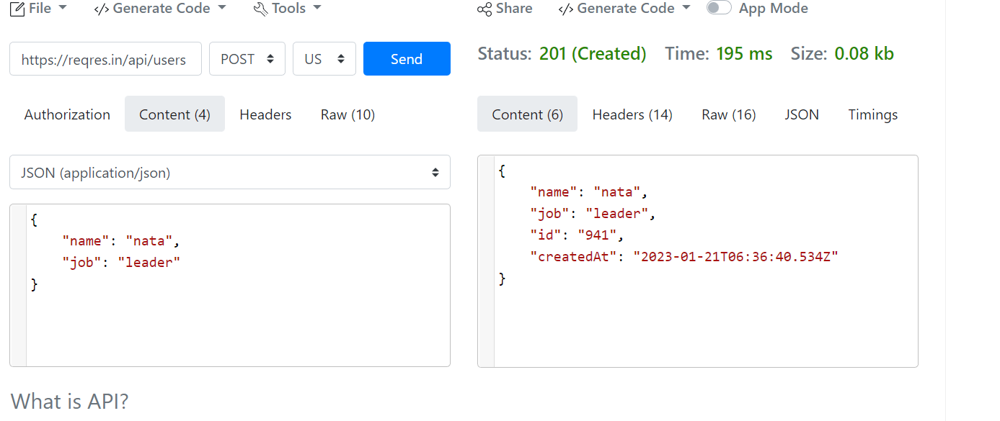 File
</> Generate Code
Tools
Share
</> Generate Code
App Mode
https://reqres.in/api/users
POST
US
Send
Status: 201 (Created) Time: 195 ms Size: 0.08 kb
Authorization
Content (4)
Headers
Raw (10)
Content (6)
Headers (14)
Raw (16)
JSON
Timings
JSON (application/json)
{
"name": "nata",
"job": "leader"
}
{
"name": "nata",
"job": "leader",
"id": "941",
"createdAt": "2023-01-21T06:36:40.534Z"
}
What is API?